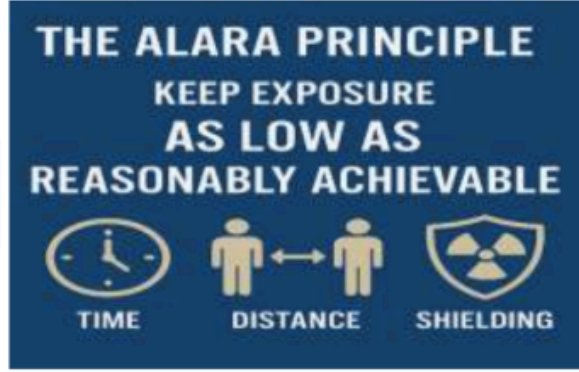 THE ALARA PRINCIPLE
KEEP EXPOSURE
AS LOW AS
REASONABLY ACHIEVABLE
TIME DISTANCE SHIELDING